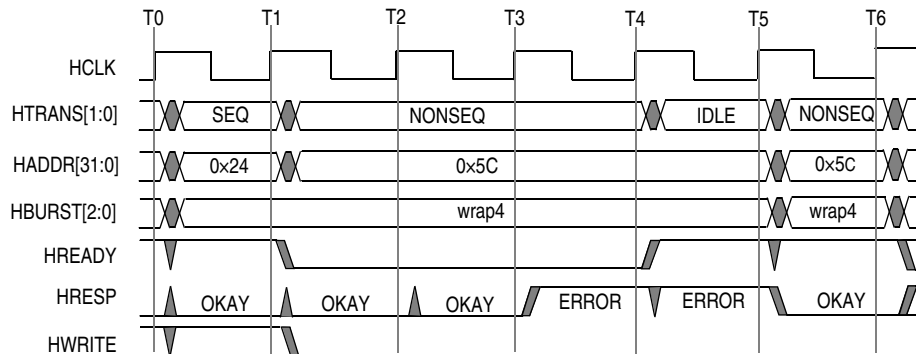 T0 T1 T2 T3 T4 T5 T6
HCLK
HTRANS[1:0] SEQ NONSEQ IDLE NONSEQ
HADDR[31:0] 0×24 0×5C 0×5C
HBURST[2:0] wrap4 wrap4
HREADY
HRESP OKAY OKAY OKAY ERROR ERROR OKAY
HWRITE